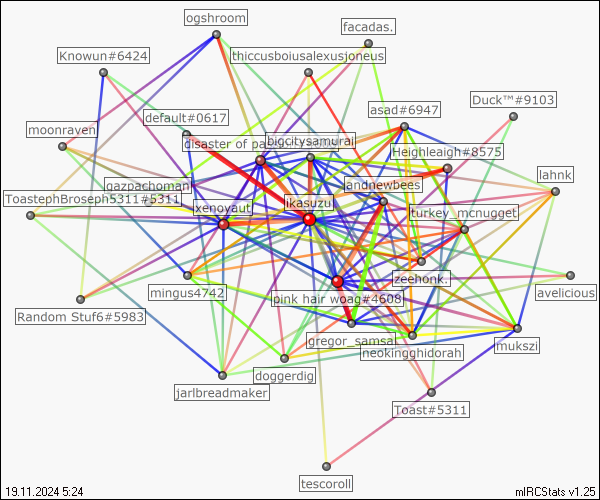 ogshroom
facadas.
Knowun#6424
thiccusboiusalexusjoneus
Duck™#9103
default#0617
asad#6947
moonraven
disaster of pa
bigcitysamurai
Heighleaigh#8575
lahnk
gazpachoman
andnewbees
ToastephBroseph5311#5311
xenoyaut
ikasuzu
turkey_mcnugget
mingus4742
zeehonk.
avelicious
pink hair woag#4608
Random Stuf6#5983
gregor_samsa.
neokingghidorah
mukszi
jarlbreadmaker
doggerdig
Toast#5311
tescoroll
19.11.2024 5:24
mIRCStats v1.25